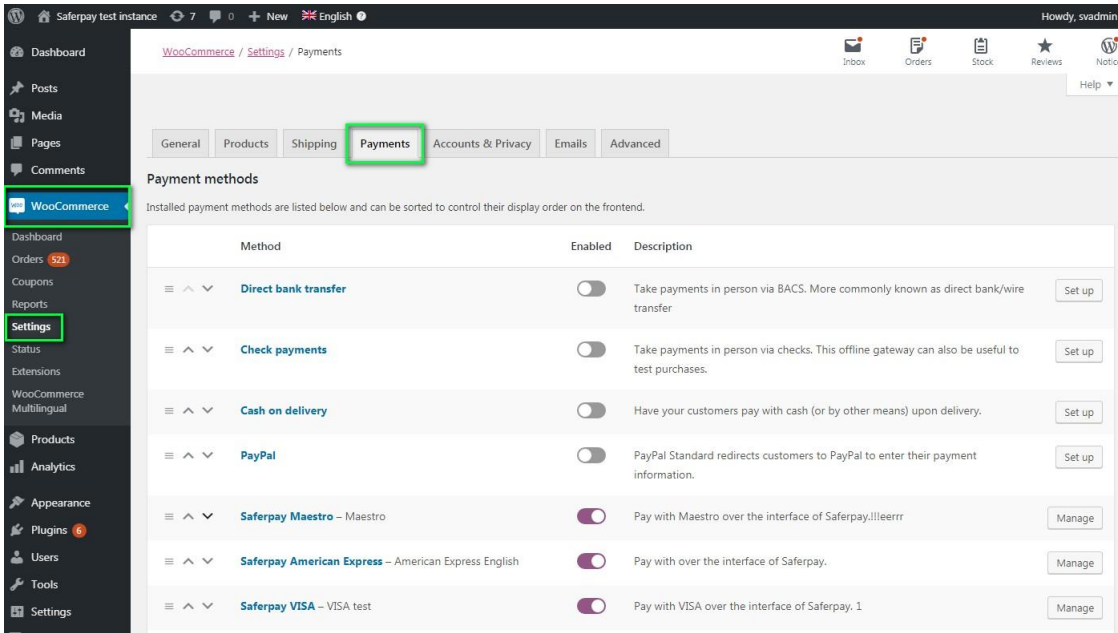 Saferpay test instance 7 0 New English Howdy, svadmin
Dashboard
Posts
Media
Pages
Comments
WooCommerce
Dashboard
Orders 521
Coupons
Reports
Settings
Status
Extensions
WooCommerce
Multilingual
Products
Analytics
Appearance
Plugins 6
Users
Tools
Settings
WooCommerce / Settings / Payments
Inbox Orders Stock Reviews Notic
Help
General Products Shipping Payments Accounts & Privacy Emails Advanced
Payment methods
Installed payment methods are listed below and can be sorted to control their display order on the frontend.
Method Enabled Description
Direct bank transfer Take payments in person via BACS. More commonly known as direct bank/wire Set up
transfer
Check payments Take payments in person via checks. This offline gateway can also be useful to Set up
test purchases.
Cash on delivery Have your customers pay with cash (or by other means) upon delivery. Set up
PayPal PayPal Standard redirects customers to PayPal to enter their payment Set up
information.
Saferpay Maestro – Maestro Pay with Maestro over the interface of Saferpay.!!!eerrr Manage
Saferpay American Express – American Express English Pay with over the interface of Saferpay. Manage
Saferpay VISA – VISA test Pay with VISA over the interface of Saferpay. 1 Manage